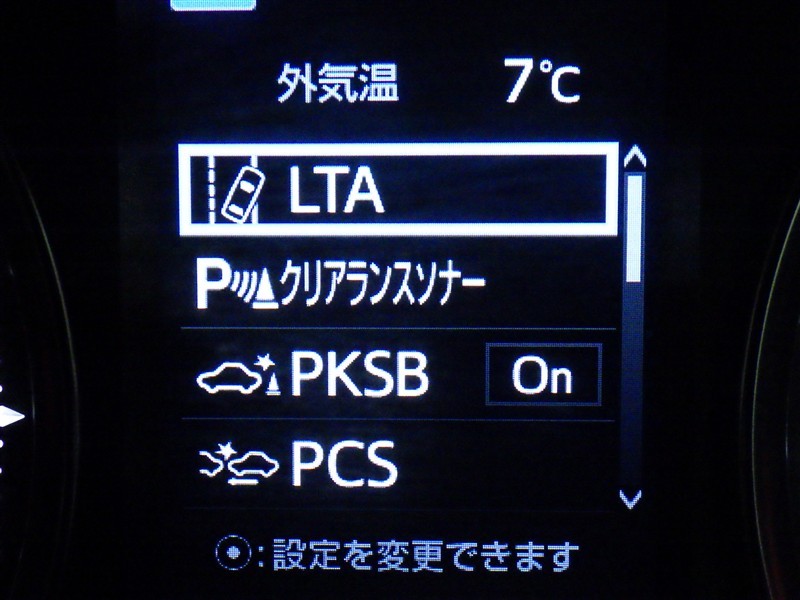 外気温 7℃
LTA
Pクリアランスソナー
PKSB On
PCS
:設定を変更できます